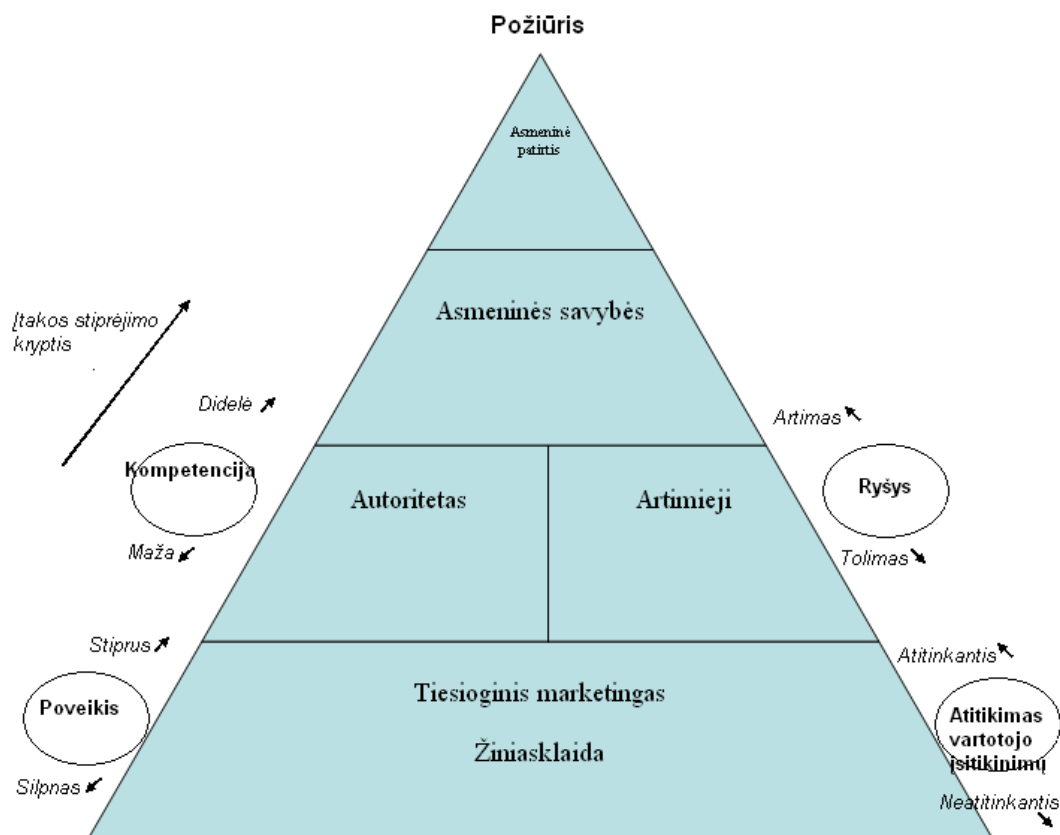 Požiūris
Asmeninė
patirtis
Asmeninės savybės
Įtakos stiprėjimo
kryptis
Didelė
Artimas
Kompetencija
Ryšys
Autoritetas
Artimieji
Maža
Tolimas
Stiprus
Atitinkantis
Tiesioginis marketingas
Poveikis
Atitikimas
vartotojo
įsitikinimų
Žiniasklaida
Silpnas
Neatitinkantis